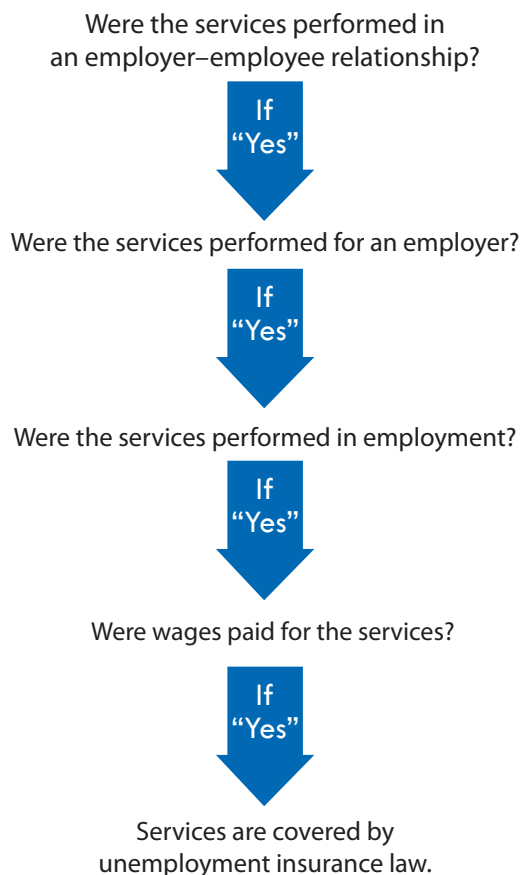 Were the services performed in
an employer–employee relationship?
If
“Yes”
Were the services performed for an employer?
If
“Yes”
Were the services performed in employment?
If
“Yes”
Were wages paid for the services?
If
“Yes”
Services are covered by
unemployment insurance law.